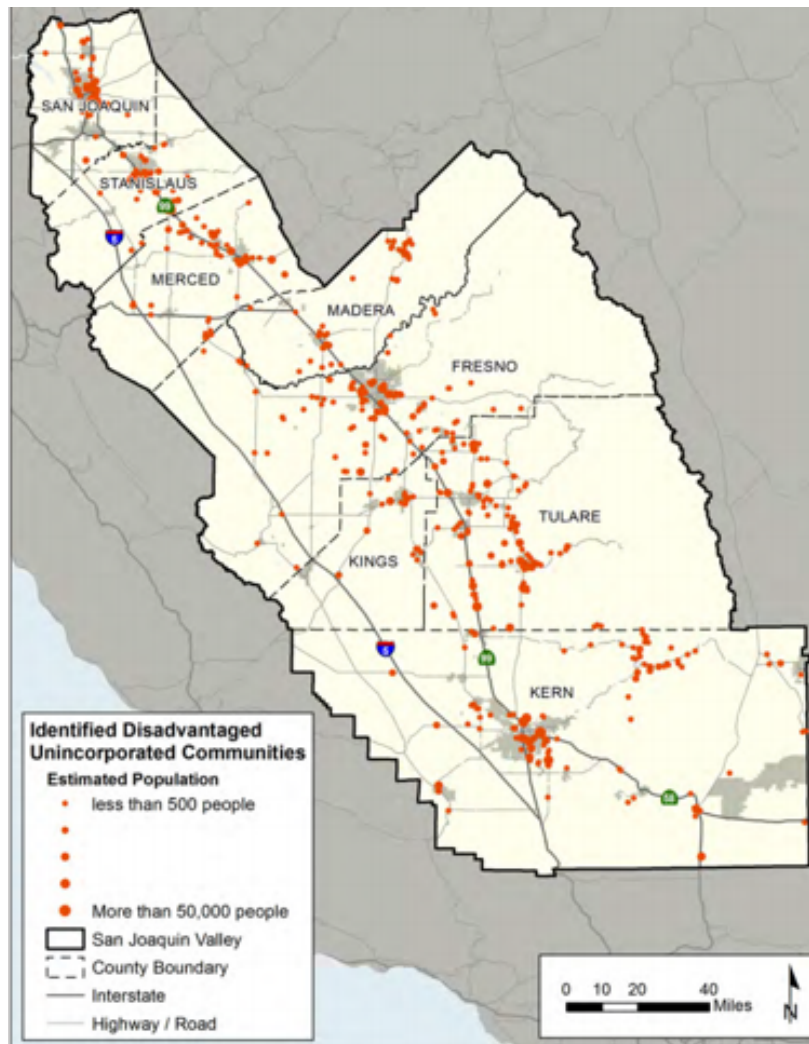 SAN JOAQUIN
STANISLAUS
99
5
MERCED
MADERA
FRESNO
TULARE
KINGS
5
99
KERN
58
Identified Disadvantaged
Unincorporated Communities
Estimated Population
less than 500 people
More than 50,000 people
San Joaquin Valley
County Boundary
Interstate
Highway / Road
0 10 20 40
Miles
N